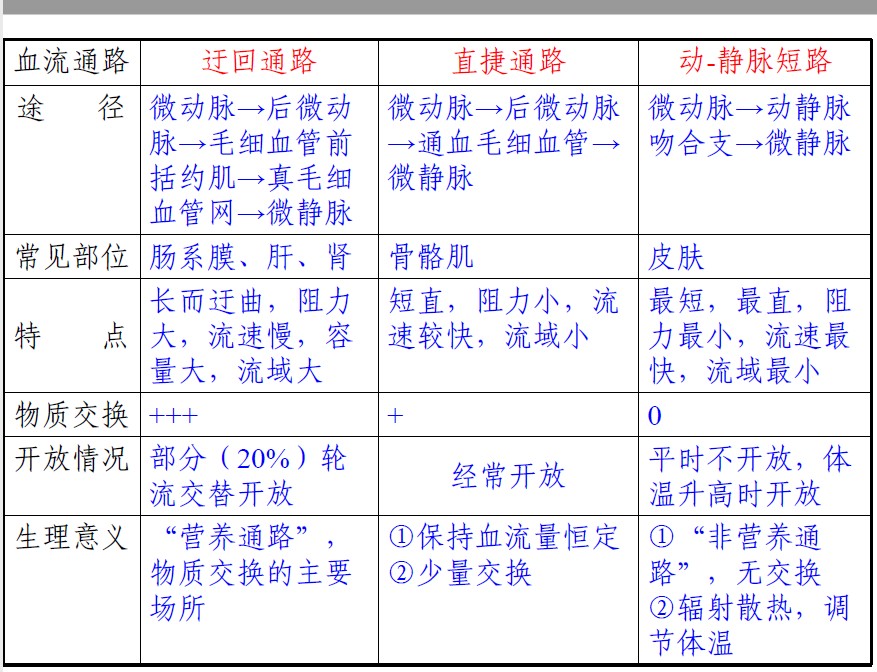 血流通路
迂回通路
直捷通路
动-静脉短路
途 径
微动脉→后微动
脉→毛细血管前
括约肌→真毛细
血管网→微静脉
微动脉→后微动脉
→通血毛细血管→
微静脉
微动脉→动静脉
吻合支→微静脉
常见部位
肠系膜、肝、肾
骨骼肌
皮肤
特 点
长而迂曲，阻力
大，流速慢，容
量大，流域大
短直，阻力小，流
速较快，流域小
最短，最直，阻
力最小，流速最
快，流域最小
物质交换
+++
+
0
开放情况
部分（20%）轮
流交替开放
经常开放
平时不开放，体
温升高时开放
生理意义
“营养通路”，
物质交换的主要
场所
①保持血流量恒定
②少量交换
①“非营养通
路”，无交换
②辐射散热，调
节体温